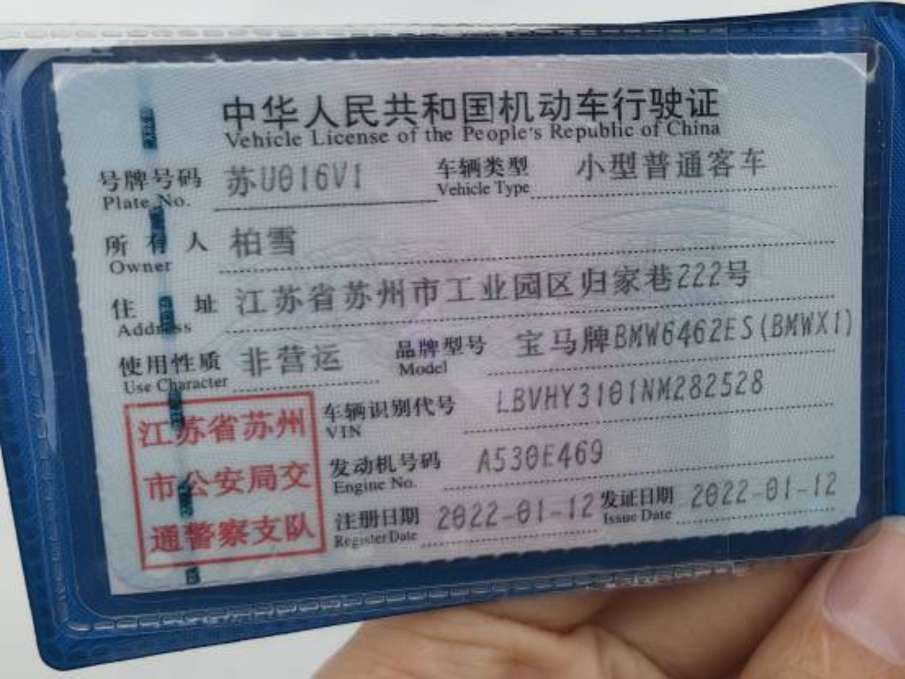 中华人民共和国机动车行驶证
Vehicle License of the People's Republic of China
号牌号码 苏U016V1 车辆类型 小型普通客车
Plate No. Vehicle Type
所有人 柏雪
Owner
住址 江苏省苏州市工业园区归家巷222号
Address
使用性质 非营运 品牌型号 宝马牌BMW6462ES(BMWX1)
Use Character Model
车辆识别代号 LBVHY3101NM282528
VIN
发动机号码 A530E469
Engine No.
注册日期 2022-01-12 发证日期 2022-01-12
Register Date Issue Date
江苏省苏州
市公安局交
通警察支队